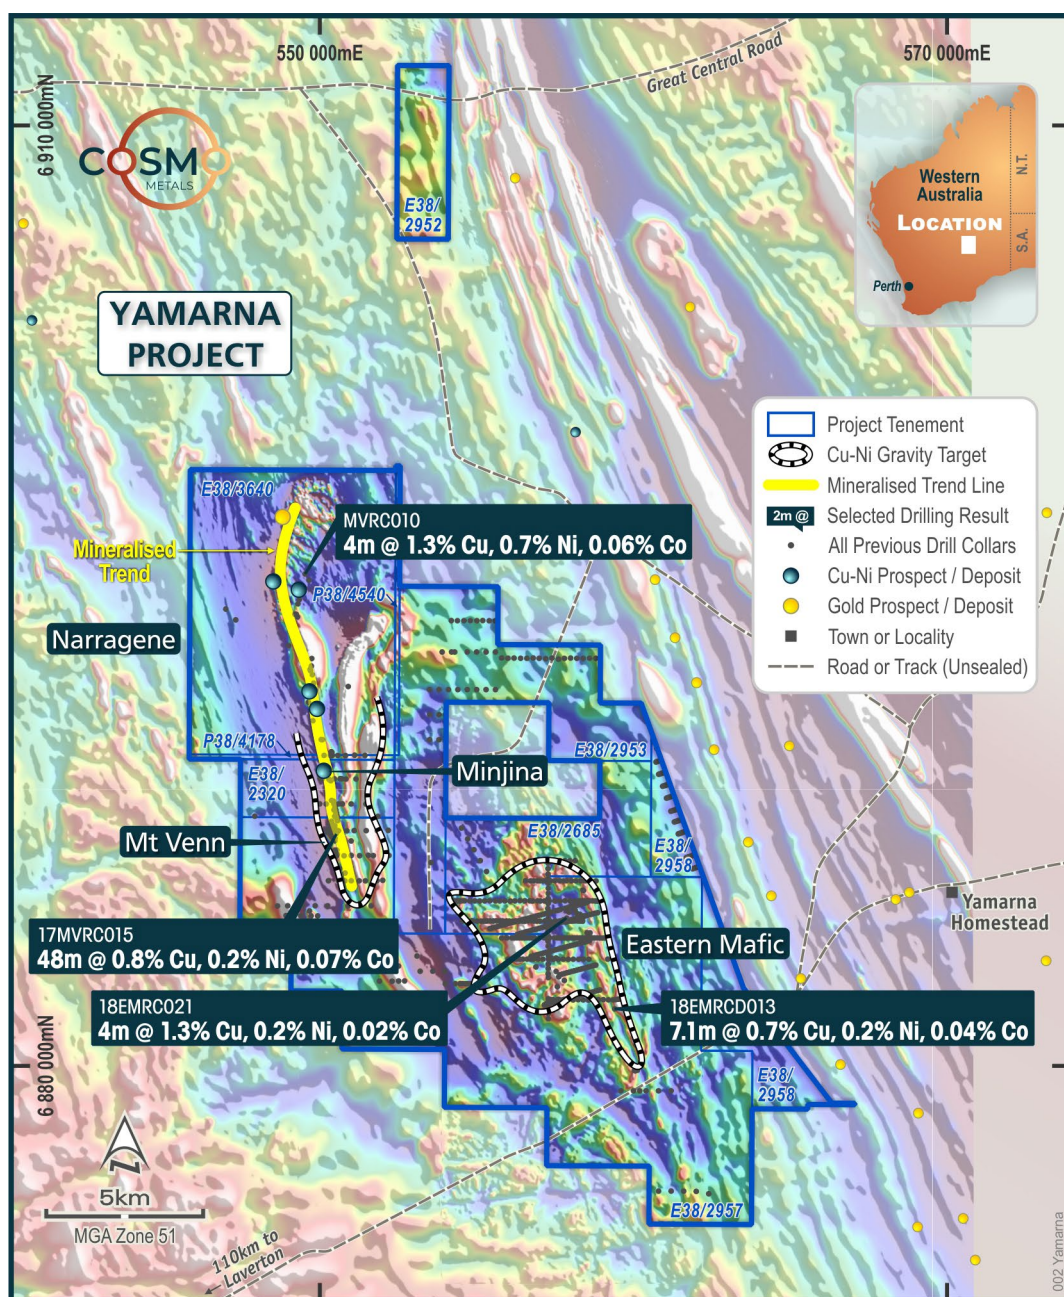 550 000mE
570 000mE
Great Central Road
6 910 000mN
COSMO
METALS
E38/
2952
Western
Australia
N.T.
LOCATION
S.A.
Perth
YAMARNA
PROJECT
Project Tenement
Cu-Ni Gravity Target
Mineralised Trend Line
2m @
Selected Drilling Result
All Previous Drill Collars
Cu-Ni Prospect / Deposit
Gold Prospect / Deposit
Town or Locality
Road or Track (Unsealed)
E38/3640
MVRC010
4m @ 1.3% Cu, 0.7% Ni, 0.06% Co
Mineralised
Trend
P38/4540
Narragene
P38/4178
E38/2953
E38/
2320
Minjina
E38/2685
Mt Venn
E38/
2958
Yamarna
Homestead
17MVRC015
48m @ 0.8% Cu, 0.2% Ni, 0.07% Co
Eastern Mafic
18EMRC021
4m @ 1.3% Cu, 0.2% Ni, 0.02% Co
18EMRCD013
7.1m @ 0.7% Cu, 0.2% Ni, 0.04% Co
6 880 000mN
E38/
2958
N
5km
MGA Zone 51
E38/2957
110km to
Laverton
002 Yamarna